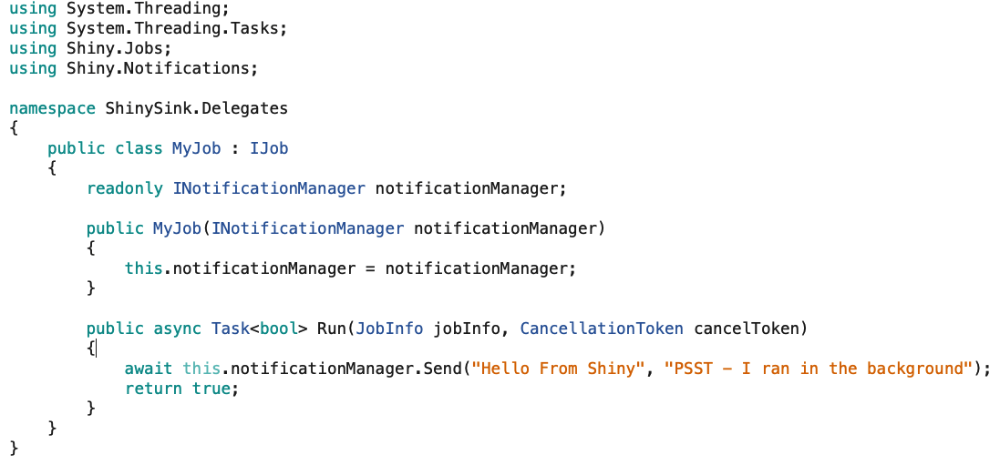 using System.Threading;
using System.Threading.Tasks;
using Shiny.Jobs;
using Shiny.Notifications;

namespace ShinySink.Delegates
{
    public class MyJob : IJob
    {
        readonly INotificationManager notificationManager;

        public MyJob(INotificationManager notificationManager)
        {
            this.notificationManager = notificationManager;
        }

        public async Task<bool> Run(JobInfo jobInfo, CancellationToken cancelToken)
        {
            await this.notificationManager.Send("Hello From Shiny", "PSST – I ran in the background");
            return true;
        }
    }
}